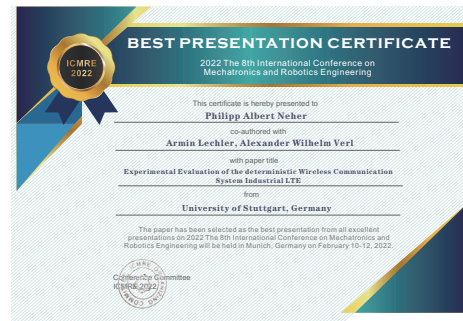 BEST PRESENTATION CERTIFICATE
ICMRE
2022
2022 The 8th International Conference on
Mechatronics and Robotics Engineering
This certificate is hereby presented to
Philipp Albert Neher
co-authored with
Armin Lechler, Alexander Wilhelm Verl
with paper title
Experimental Evaluation of the deterministic Wireless Communication
System Industrial LTE
from
University of Stuttgart, Germany
The paper has been selected as the best presentation from all excellent
presentations on 2022 The 8th International Conference on Mechatronics and
Robotics Engineering will be held in Munich, Germany on February 10-12, 2022.
Conference Committee
ICMRE 2022